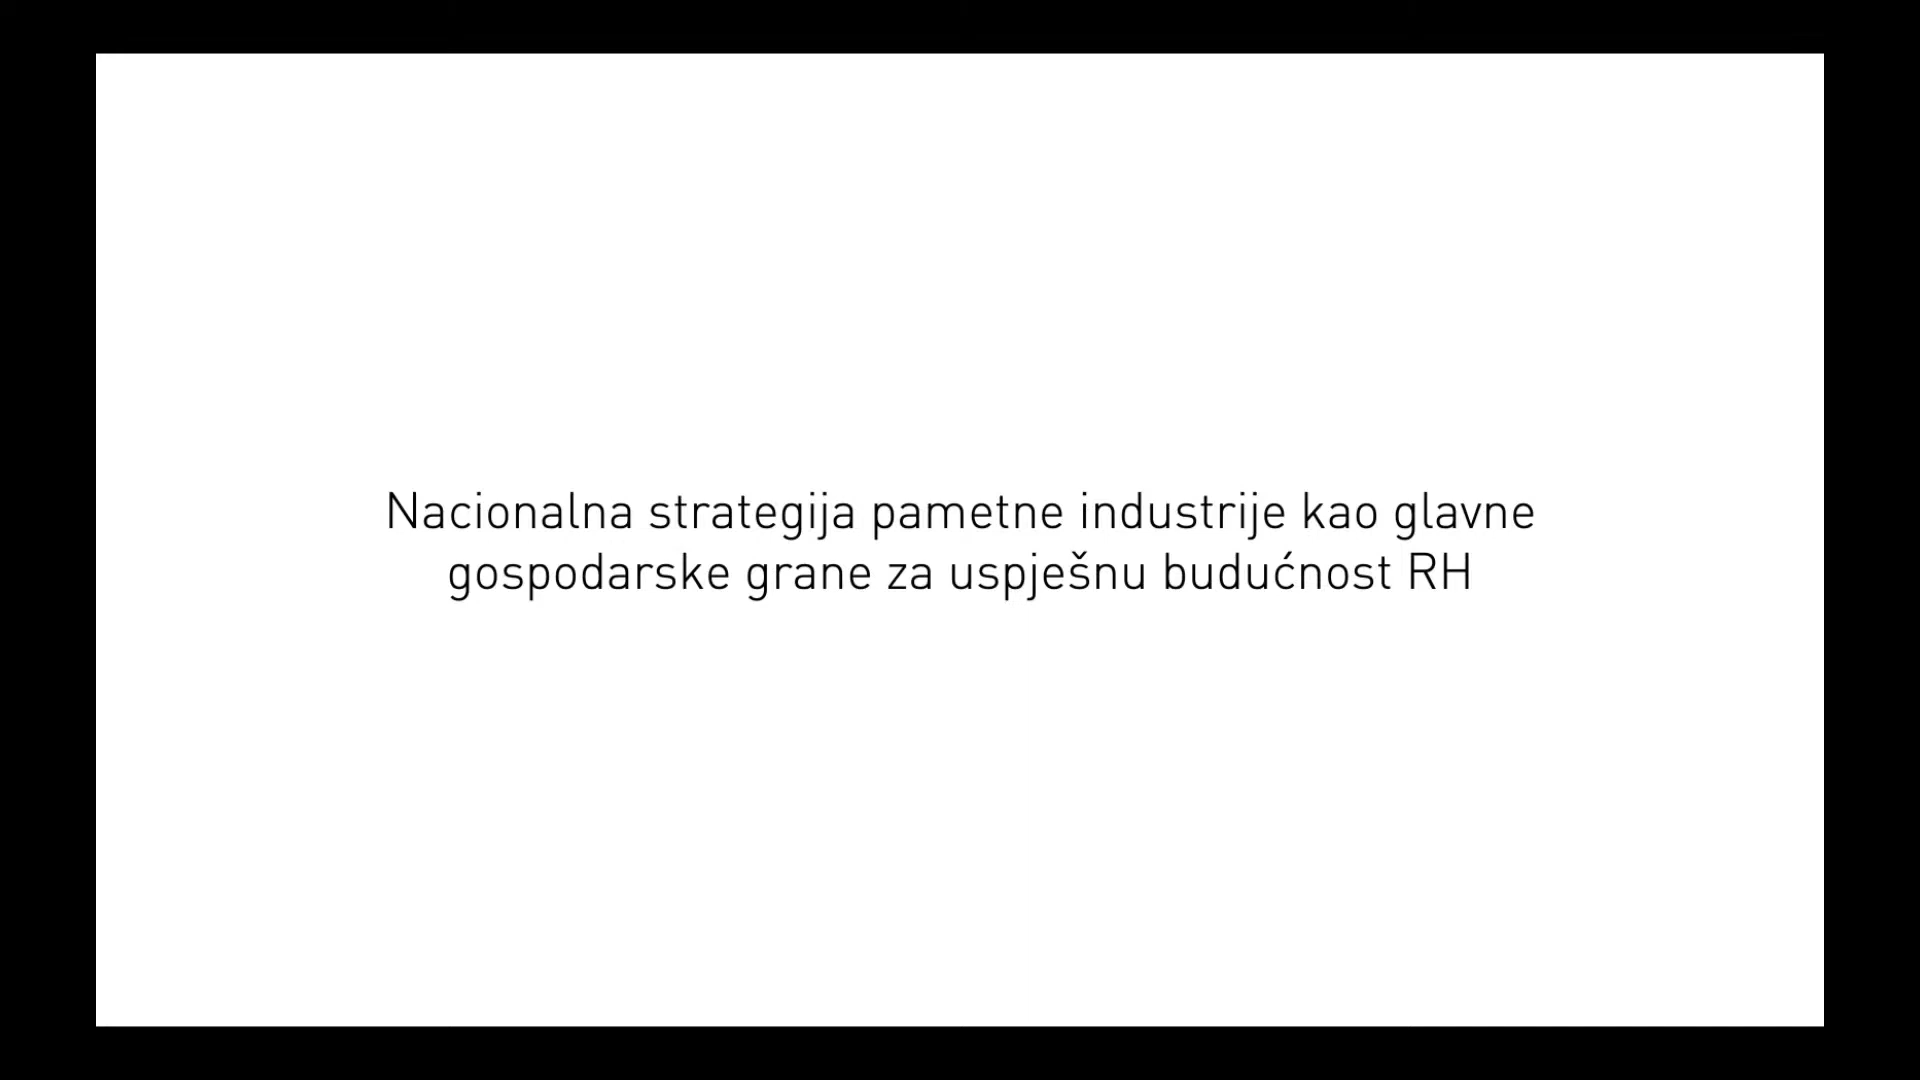 Nacionalna strategija pametne industrije kao glavne
gospodarske grane za uspješnu budućnost RH